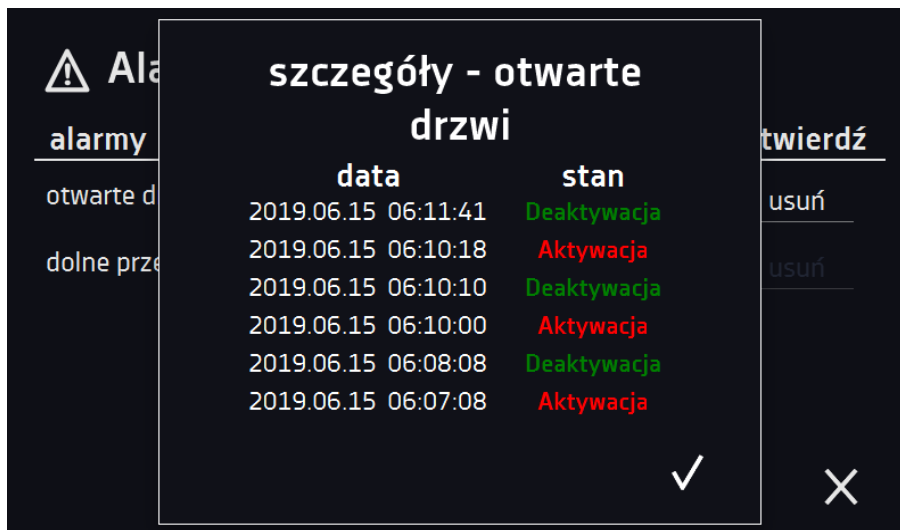 Ala
szczegóły - otwarte
drzwi
alarmy
twierdź
data stan
otwarte d
usuń
2019.06.15 06:11:41 Deaktywacja
2019.06.15 06:10:18 Aktywacja
dolne prze
usuń
2019.06.15 06:10:10 Deaktywacja
2019.06.15 06:10:00 Aktywacja
2019.06.15 06:08:08 Deaktywacja
2019.06.15 06:07:08 Aktywacja